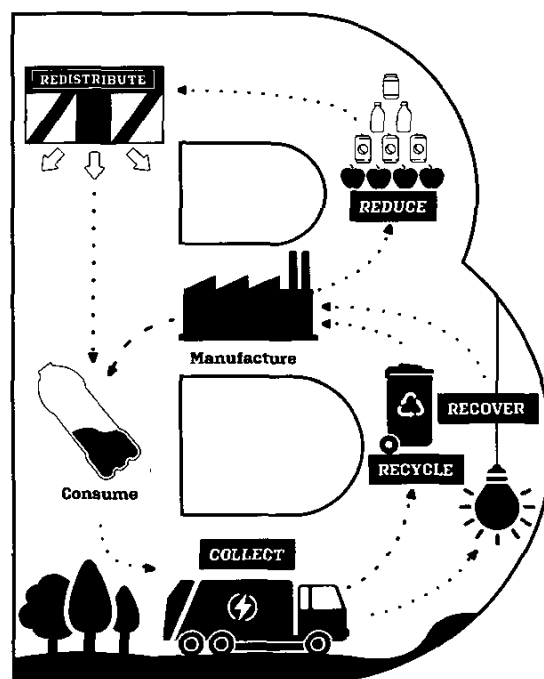 REDISTRIBUTE
REDUCE
Manufacture
RECOVER
RECYCLE
Consume
COLLECT